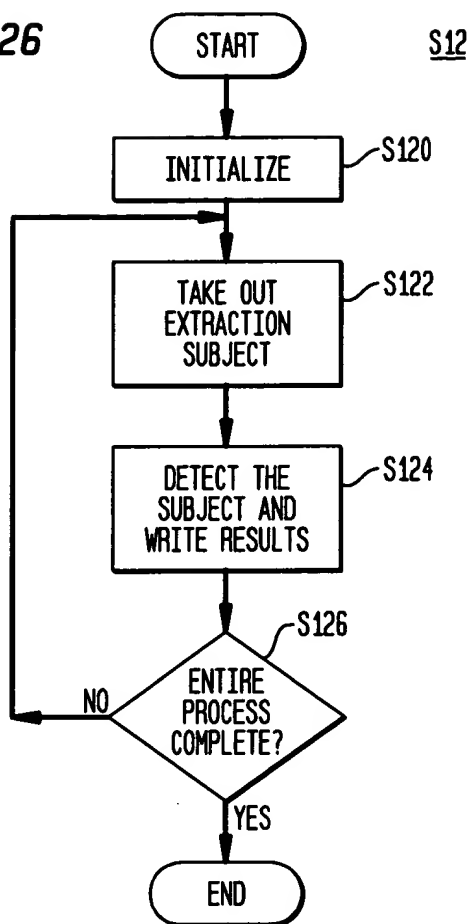 26
START
S12
INITIALIZE
S120
TAKE OUT
EXTRACTION
SUBJECT
S122
DETECT THE
SUBJECT AND
WRITE RESULTS
S124
S126
ENTIRE
PROCESS
COMPLETE?
NO
YES
END